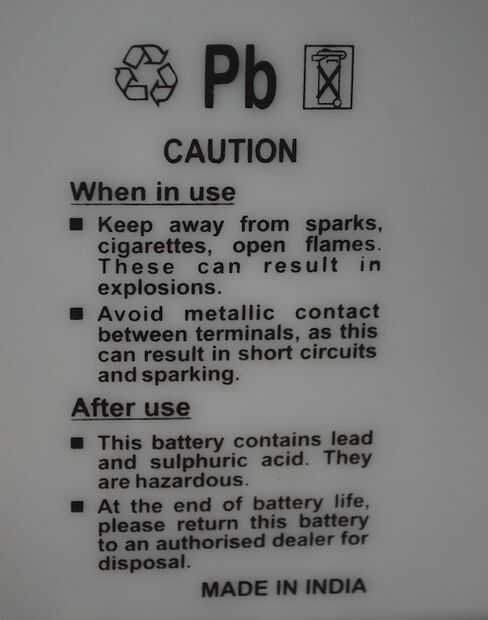 Pb
CAUTION
When in use
■ Keep away from sparks,
cigarettes, open flames.
These can result in
explosions.
■ Avoid metallic contact
between terminals, as this
can result in short circuits
and sparking.
After use
■ This battery contains lead
and sulphuric acid. They
are hazardous.
■ At the end of battery life,
please return this battery
to an authorised dealer for
disposal.
MADE IN INDIA